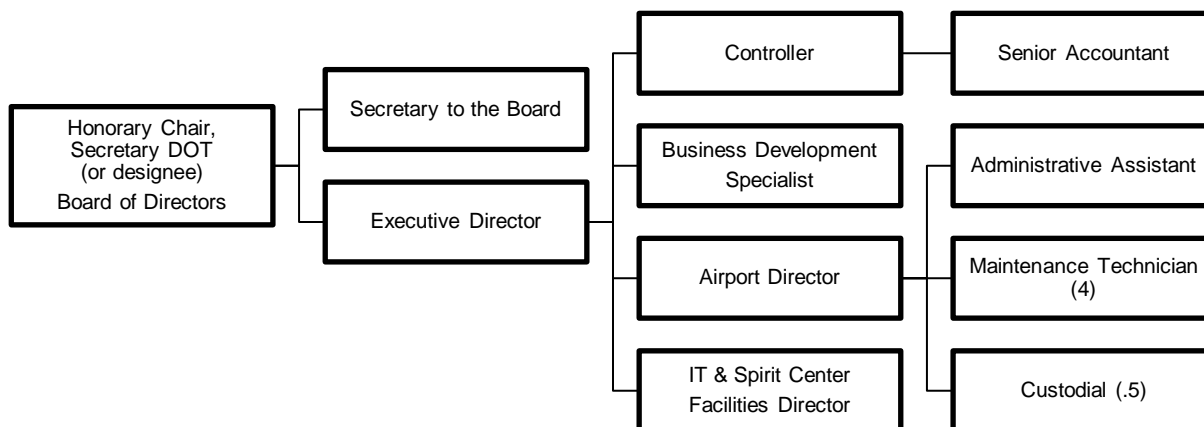 Honorary Chair,
Secretary DOT
(or designee)
Board of Directors
Secretary to the Board
Executive Director
Controller
Business Development
Specialist
Airport Director
IT & Spirit Center
Facilities Director
Senior Accountant
Administrative Assistant
Maintenance Technician
(4)
Custodial (.5)